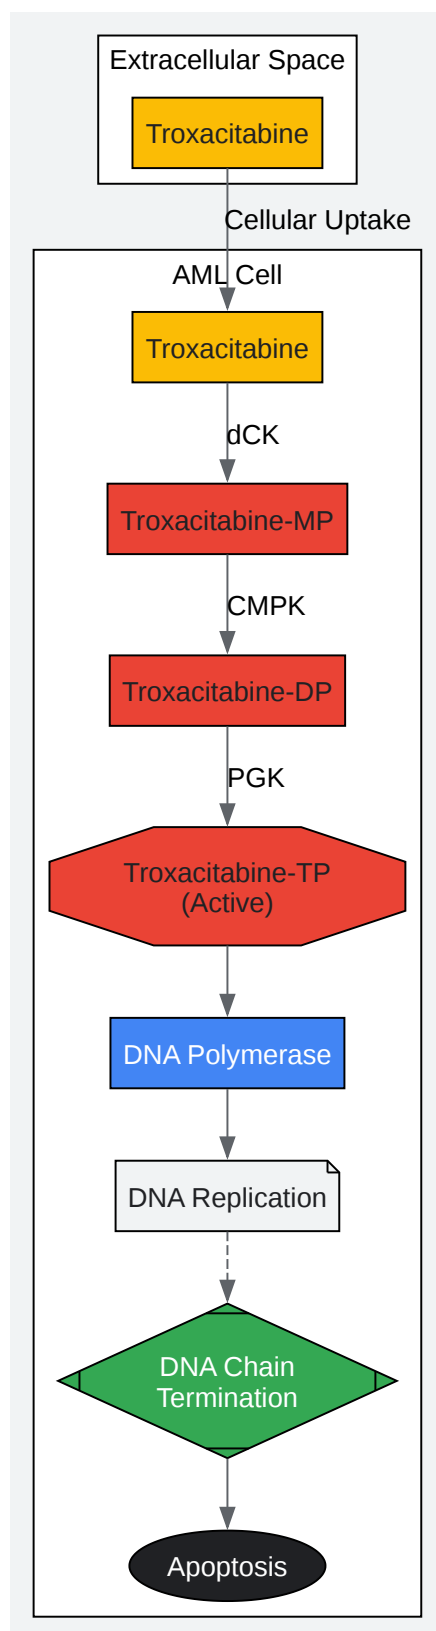 Extracellular Space
Troxacitabine
Cellular Uptake
AML Cell
Troxacitabine
dCK
Troxacitabine-MP
CMPK
Troxacitabine-DP
PGK
Troxacitabine-TP
(Active)
DNA Polymerase
DNA Replication
DNA Chain
Termination
Apoptosis